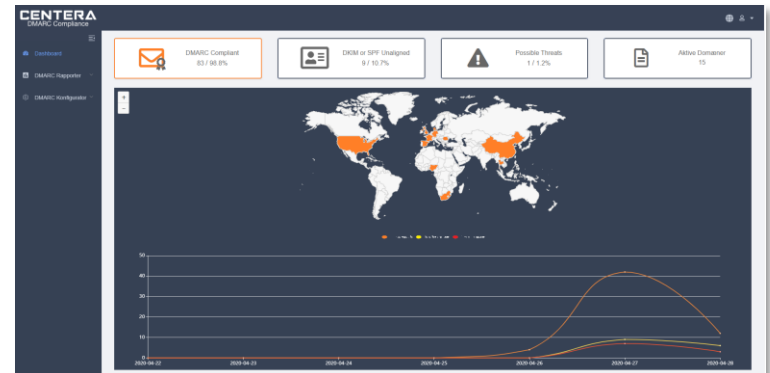 CENTERA
DMARC Compliance
Dashboard
DMARC Rapporter
DMARC Konfigurator
DMARC Compliant
83 / 98.8%
DKIM or SPF Unaligned
9 / 10.7%
Possible Threats
1 / 1.2%
Aktive Domæner
15
+
−
50
40
30
20
10
0
2020-04-22
2020-04-23
2020-04-24
2020-04-25
2020-04-26
2020-04-27
2020-04-28